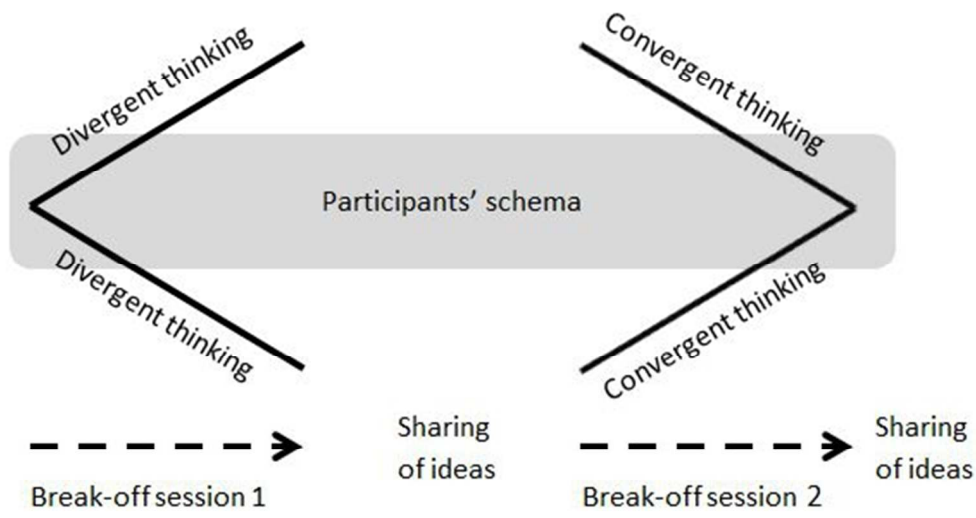 Divergent thinking
Convergent thinking
Participants' schema
Divergent thinking
Convergent thinking
Sharing
of ideas
Sharing
of ideas
Break-off session 1
Break-off session 2